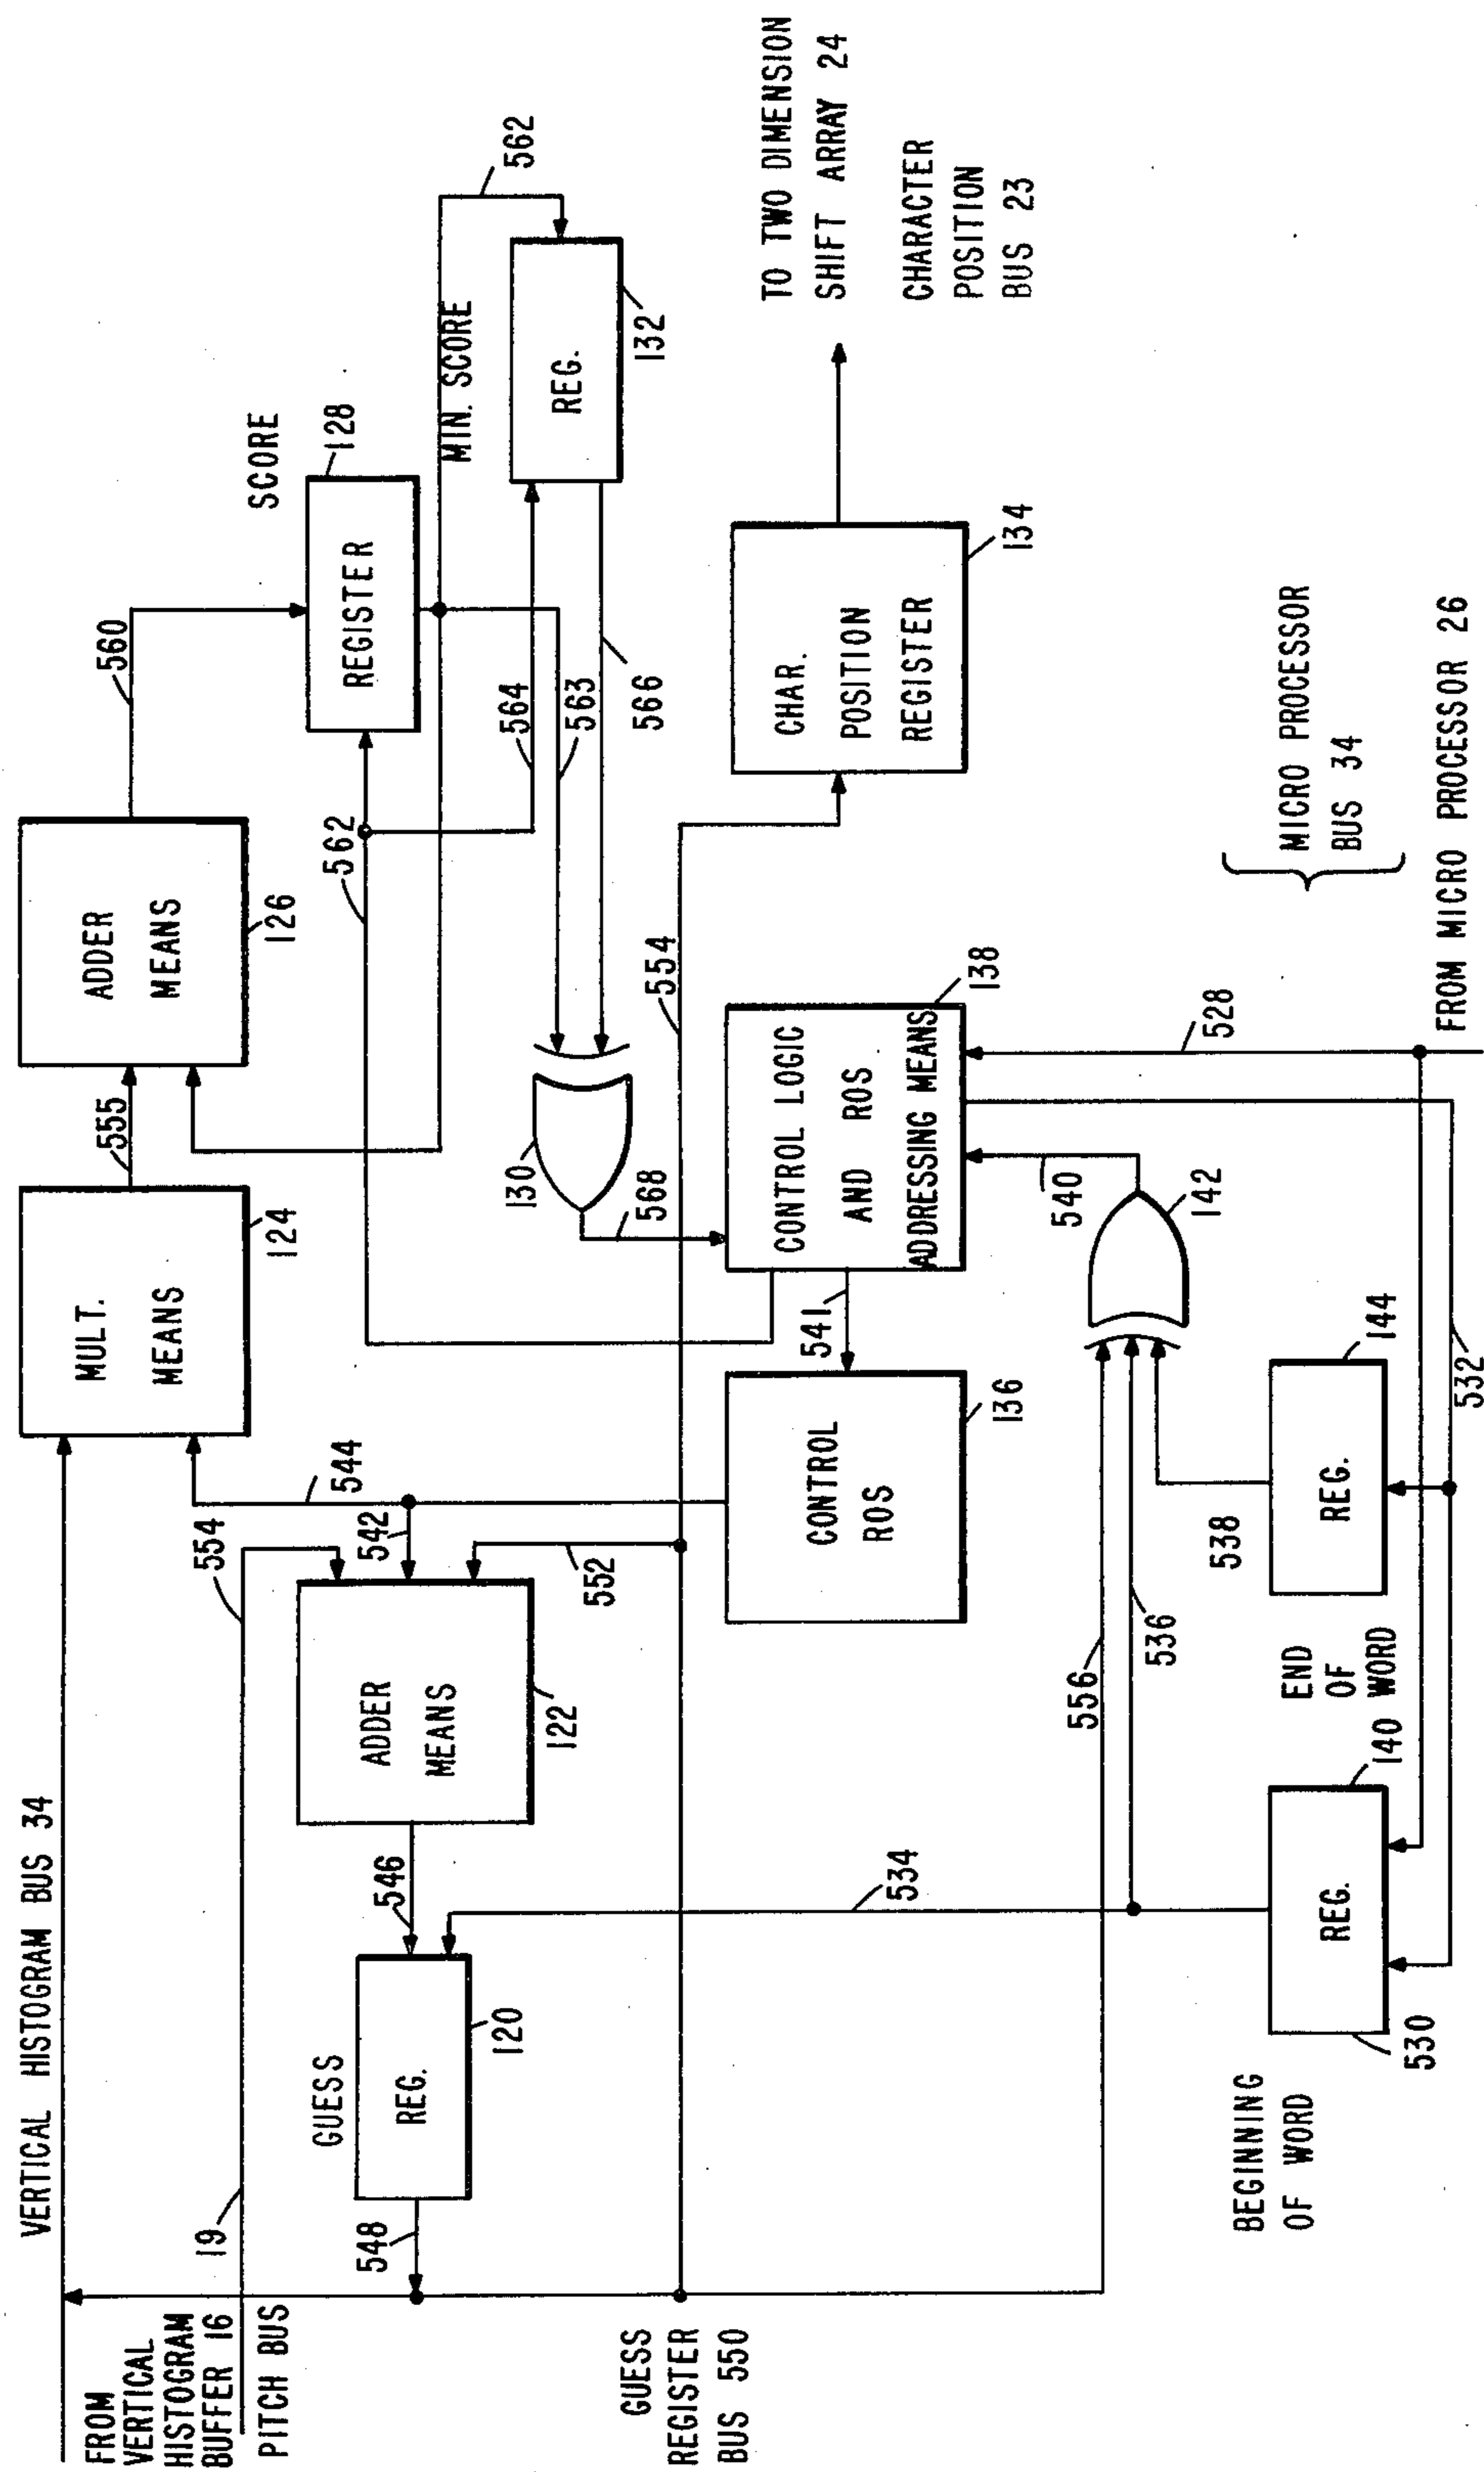 VERTICAL HISTOGRAM BUS 34
FROM
VERTICAL
HISTOGRAM
BUFFER 16
PITCH BUS
19
554
GUESS
REG.
120
548
546
ADDER
MEANS
122
542
544
552
MULT.
MEANS
124
555
ADDER
MEANS
126
560
SCORE
REGISTER
128
562
562
MIN. SCORE
REG.
132
564
563
566
130
568
GUESS
REGISTER
BUS 550
554
CHAR.
POSITION
REGISTER
134
TO TWO DIMENSION
SHIFT ARRAY 24
CHARACTER
POSITION
BUS 23
CONTROL
ROS
136
541
CONTROL LOGIC
AND ROS
ADDRESSING MEANS
138
534
556
536
538
540
142
528
BEGINNING
OF WORD
REG.
140
530
END
OF
WORD
REG.
144
532
MICRO PROCESSOR
BUS 34
FROM MICRO PROCESSOR 26